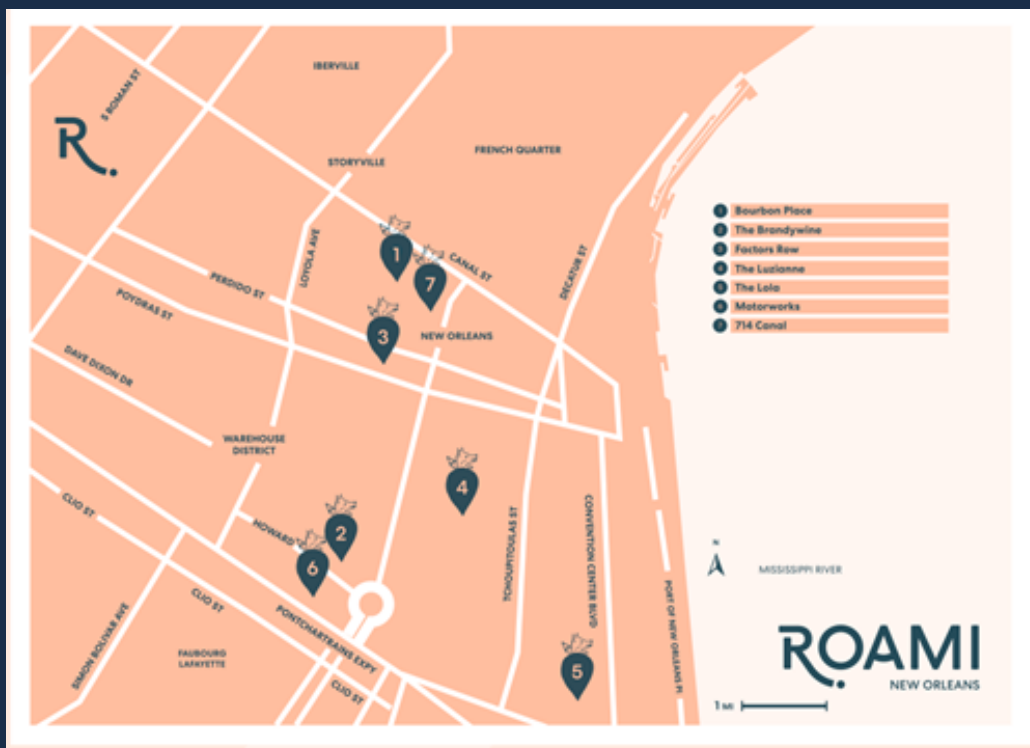 IBERVILLE
S ROMAN ST
R
FRENCH QUARTER
STORYVILLE
1 Bourbon Place
2 The Brandywine
3 Factors Row
4 The Luzianne
5 The Lola
6 Motorworks
7 714 Canal
LOYOLA AVE
1
CANAL ST
DECATUR ST
7
PERDIDO ST
POYDRAS ST
3
NEW ORLEANS
DAVE DIXON DR
WAREHOUSE
DISTRICT
4
CLIO ST
HOWARD
2
TCHOUPITOULAS ST
CONVENTION CENTER BLVD
6
N
MISSISSIPPI RIVER
CLIO ST
PONTCHARTRAINS EXPY
PORT OF NEW ORLEANS Pl
SIMON BOLIVAR AVE
FAUBOURG
LAFAYETTE
CLIO ST
5
ROAMI
NEW ORLEANS
1 MI